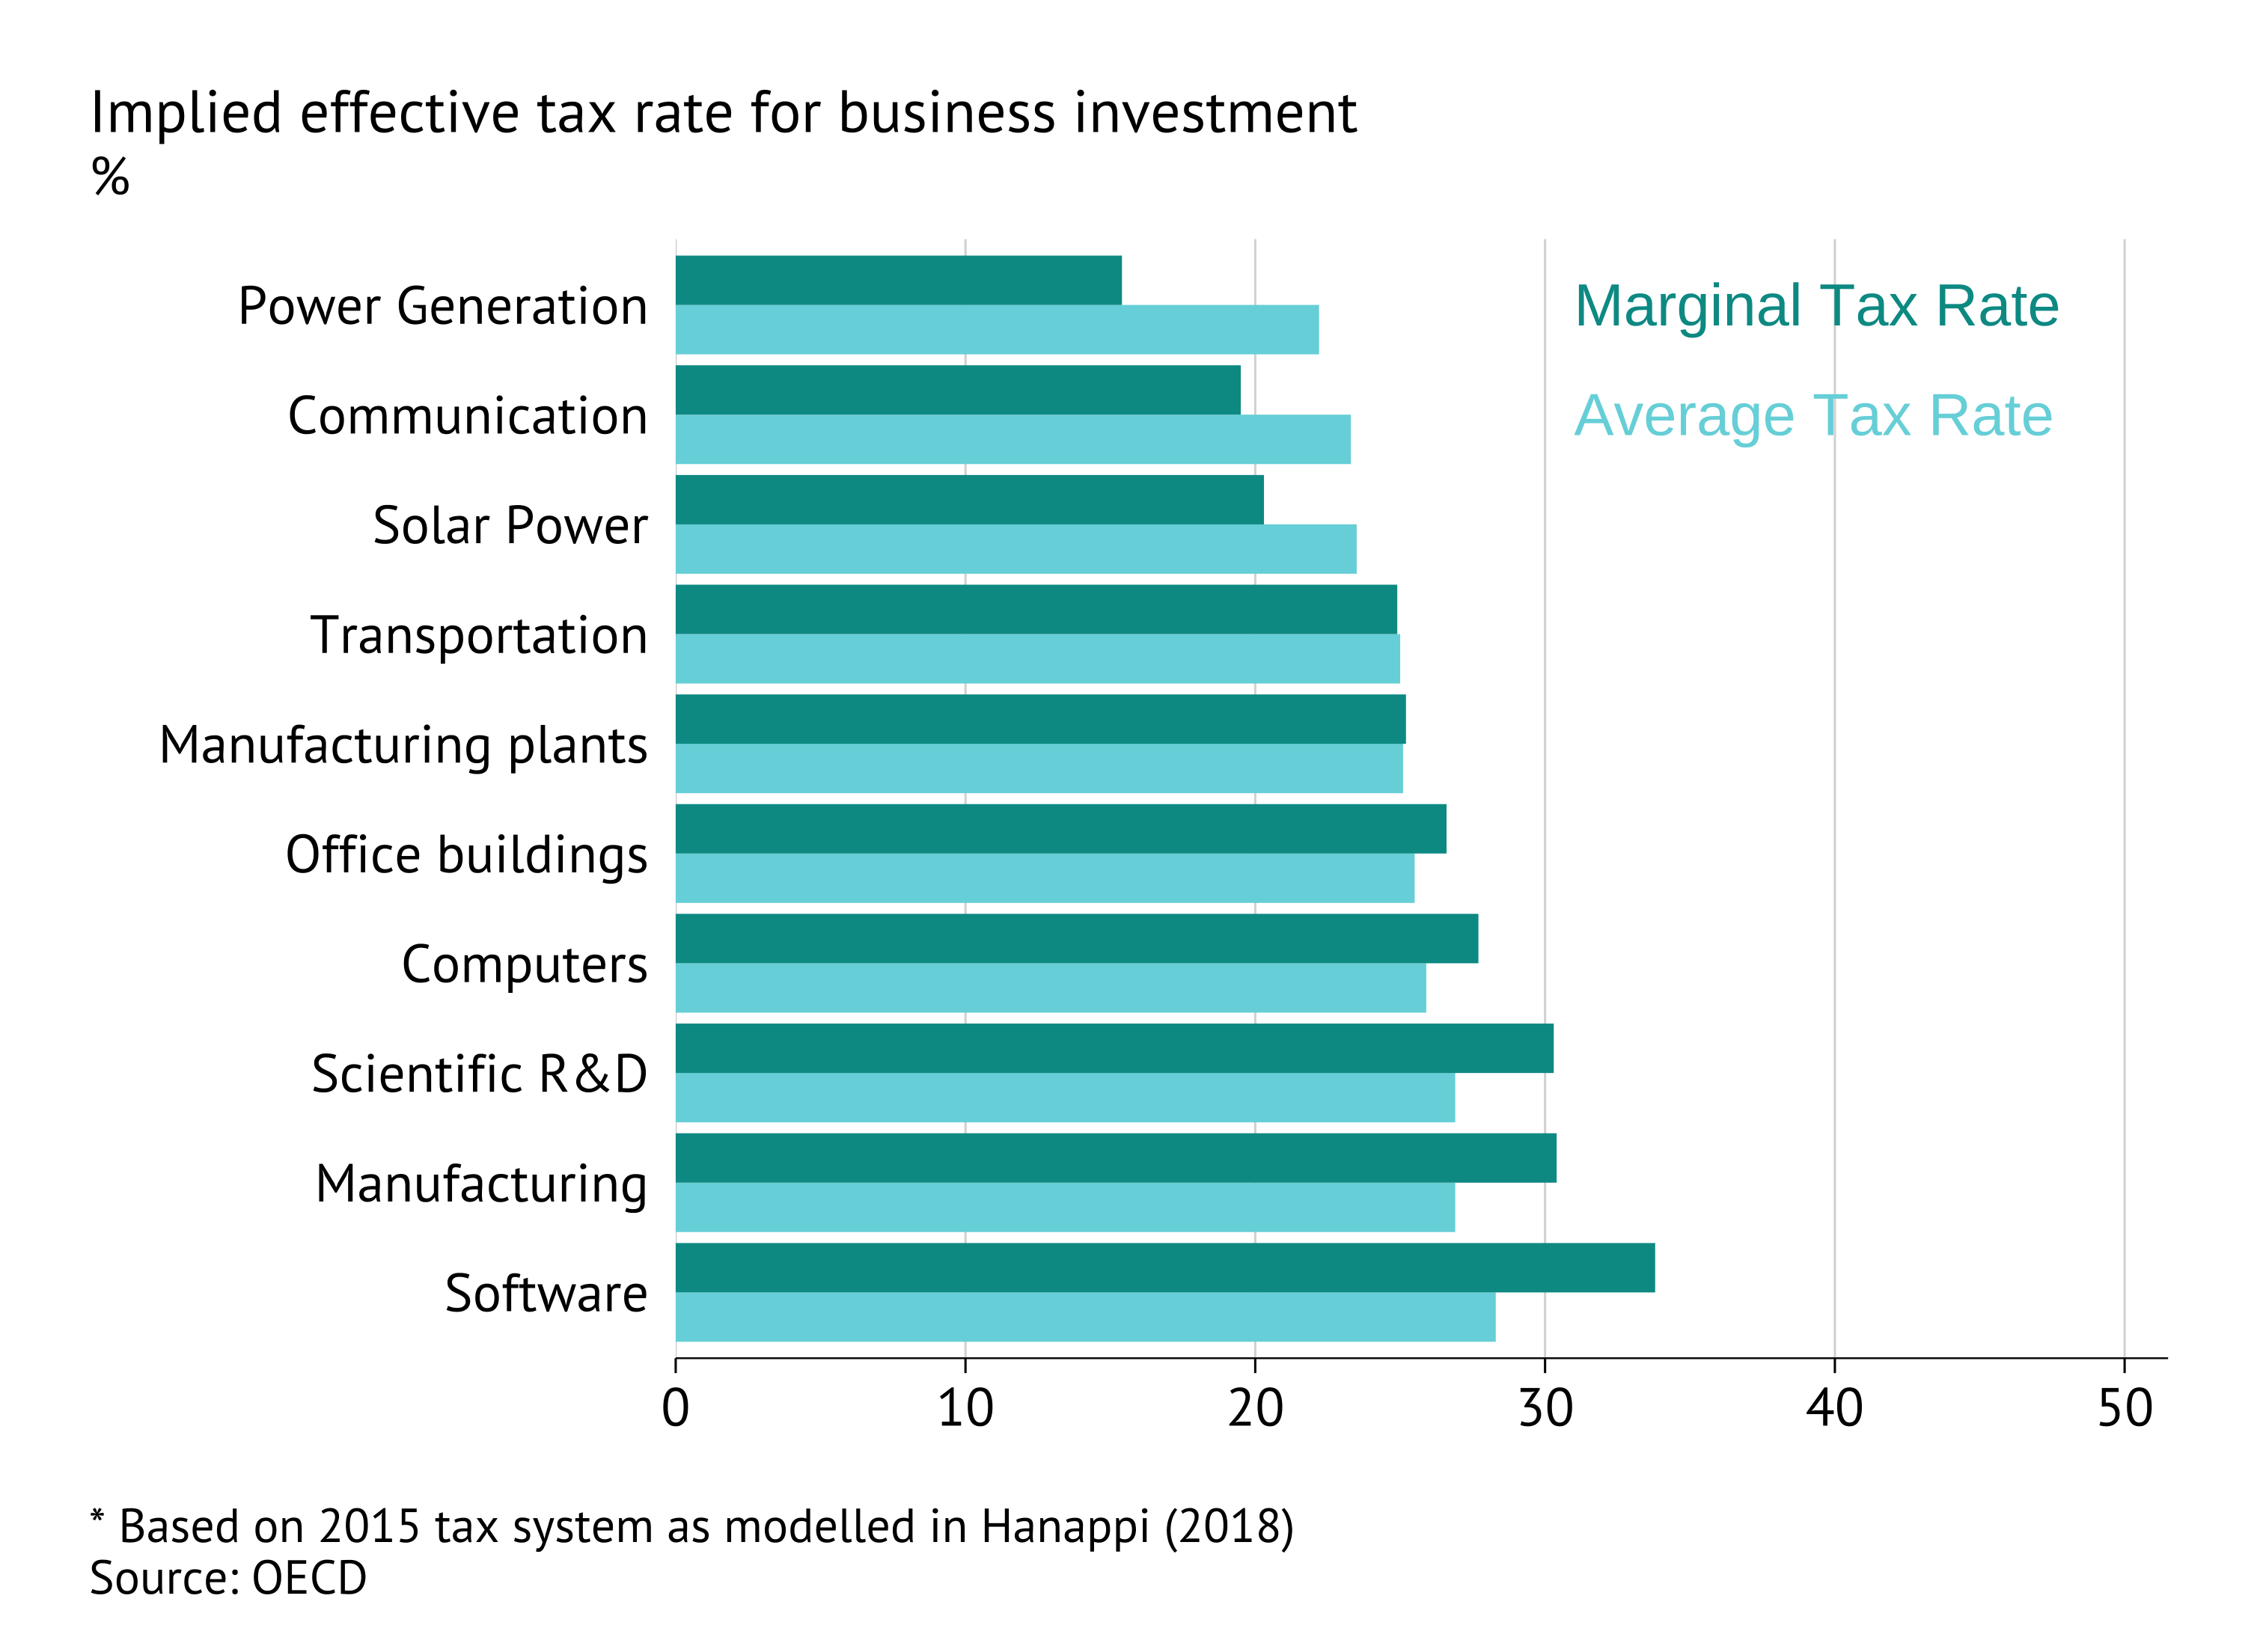 Implied effective tax rate for business investment
%
Power Generation
Marginal Tax Rate
Communication
Average Tax Rate
Solar Power
Transportation
Manufacturing plants
Office buildings
Computers
Scientific R&D
Manufacturing
Software
0 10 20 30 40 50
* Based on 2015 tax system as modelled in Hanappi (2018)
Source: OECD